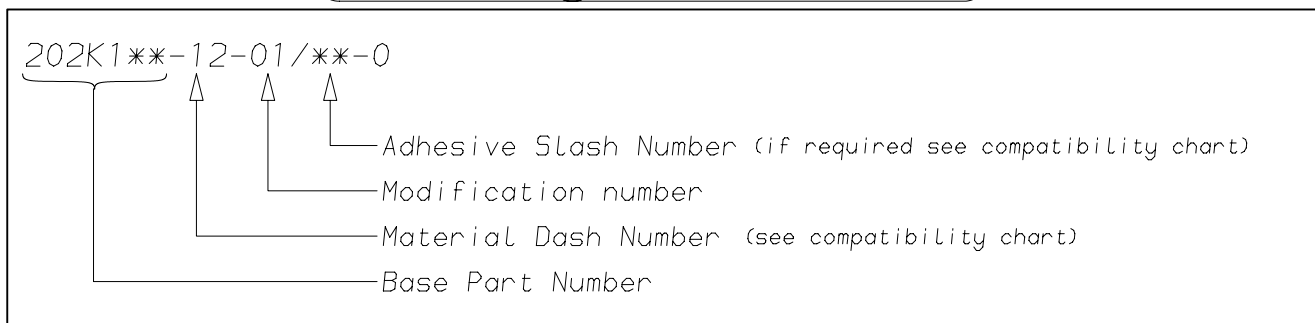 202K1**-12-01/**-0
Adhesive Slash Number (if required see compatibility chart)
Modification number
Material Dash Number (see compatibility chart)
Base Part Number